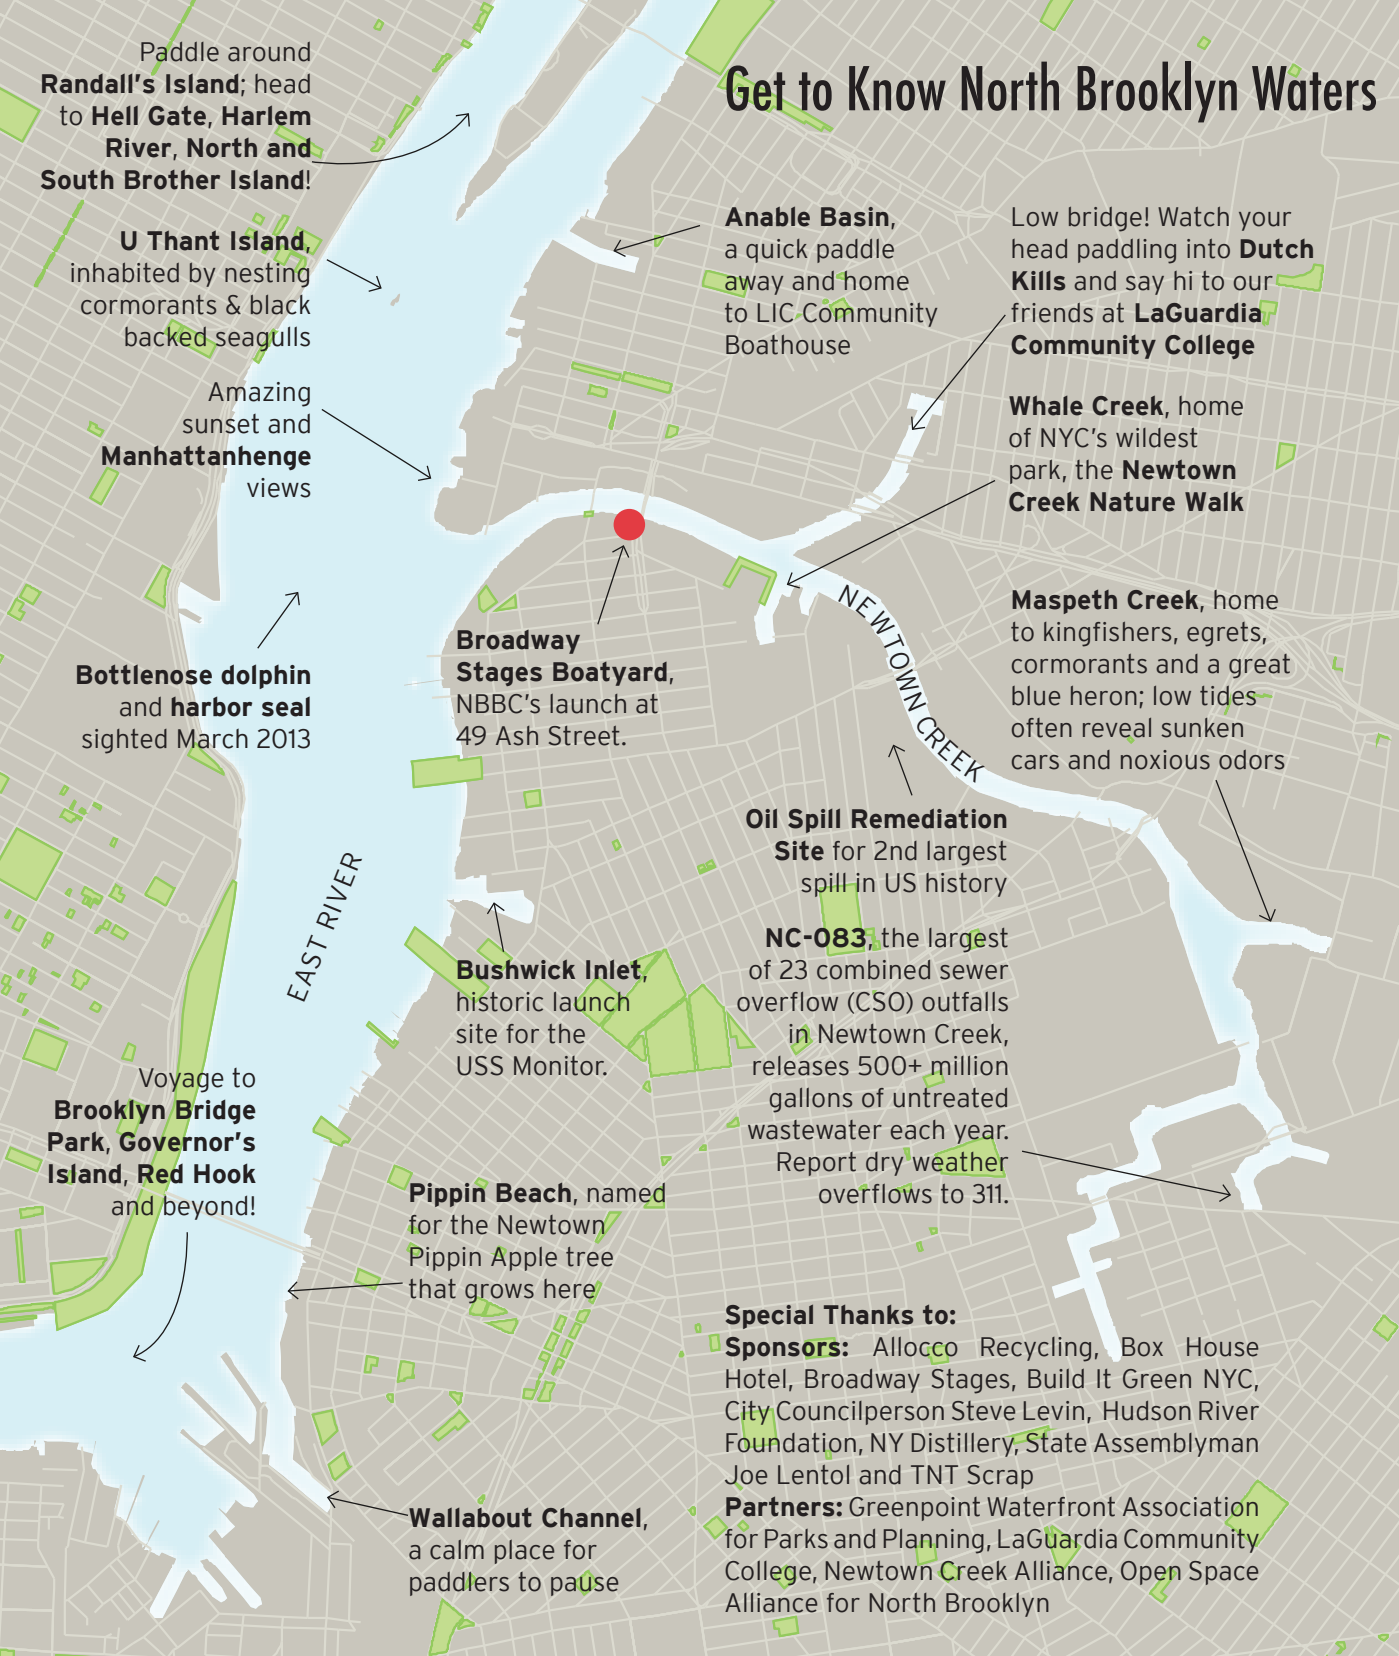 Get to Know North Brooklyn Waters
Paddle around
Randall's Island; head
to Hell Gate, Harlem
River, North and
South Brother Island!
U Thant Island,
inhabited by nesting
cormorants & black
backed seagulls
Amazing
sunset and
Manhattanhenge
views
Anable Basin,
a quick paddle
away and home
to LIC Community
Boathouse
Low bridge! Watch your
head paddling into Dutch
Kills and say hi to our
friends at LaGuardia
Community College
Whale Creek, home
of NYC's wildest
park, the Newtown
Creek Nature Walk
Maspeth Creek, home
to kingfishers, egrets,
cormorants and a great
blue heron; low tides
often reveal sunken
cars and noxious odors
NEWTOWN CREEK
Bottlenose dolphin
and harbor seal
sighted March 2013
Broadway
Stages Boatyard,
NBBC's launch at
49 Ash Street.
Oil Spill Remediation
Site for 2nd largest
spill in US history
EAST RIVER
NC-083, the largest
of 23 combined sewer
overflow (CSO) outfalls
in Newtown Creek,
releases 500+ million
gallons of untreated
wastewater each year.
Report dry weather
overflows to 311.
Bushwick Inlet,
historic launch
site for the
USS Monitor.
Voyage to
Brooklyn Bridge
Park, Governor's
Island, Red Hook
and beyond!
Pippin Beach, named
for the Newtown
Pippin Apple tree
that grows here
Wallabout Channel,
a calm place for
paddlers to pause
Special Thanks to:
Sponsors: Allocco Recycling, Box House
Hotel, Broadway Stages, Build It Green NYC,
City Councilperson Steve Levin, Hudson River
Foundation, NY Distillery, State Assemblyman
Joe Lentol and TNT Scrap
Partners: Greenpoint Waterfront Association
for Parks and Planning, LaGuardia Community
College, Newtown Creek Alliance, Open Space
Alliance for North Brooklyn